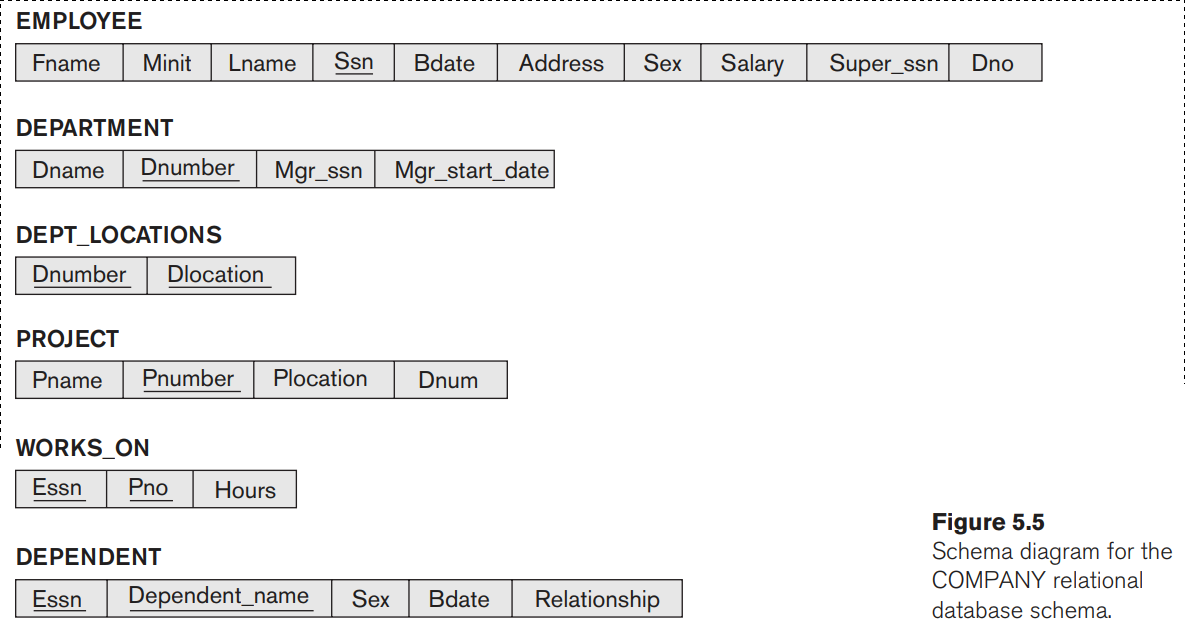 EMPLOYEE
Fname Minit Lname Ssn Bdate Address Sex Salary Super_ssn Dno
DEPARTMENT
Dname Dnumber Mgr_ssn Mgr_start_date
DEPT_LOCATIONS
Dnumber Dlocation
PROJECT
Pname Pnumber Plocation Dnum
WORKS_ON
Essn Pno Hours
DEPENDENT
Essn Dependent_name Sex Bdate Relationship
Figure 5.5
Schema diagram for the
COMPANY relational
database schema.